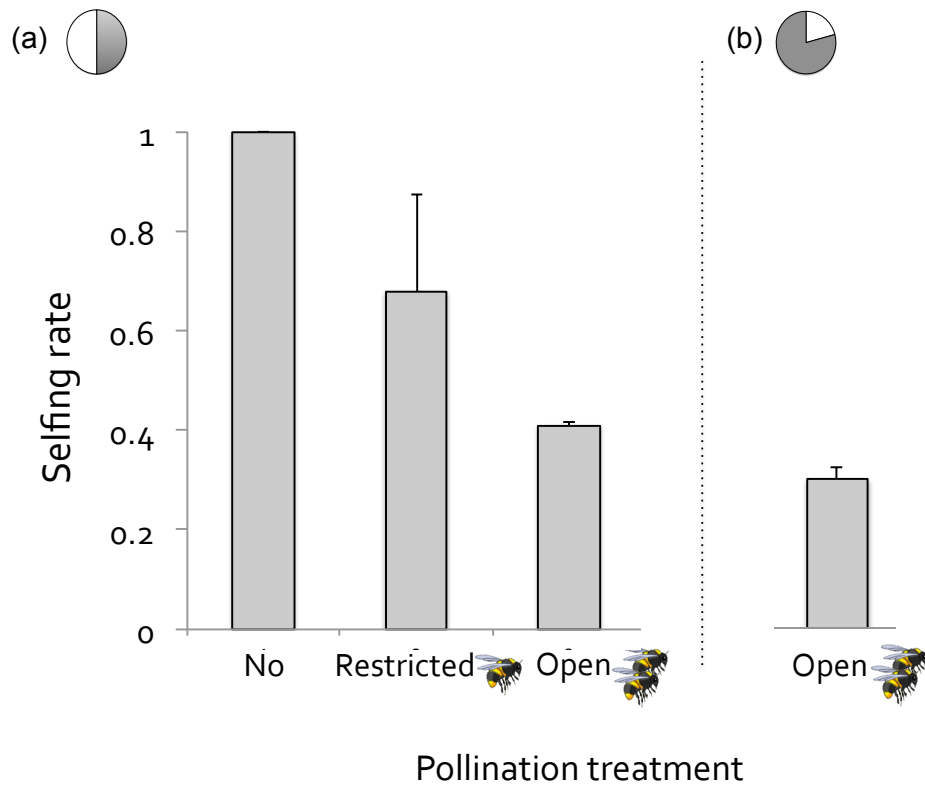 (a)
(b)
Selfing rate
1
0.8
0.6
0.4
0.2
0
No
Restricted
Open
Open
Pollination treatment